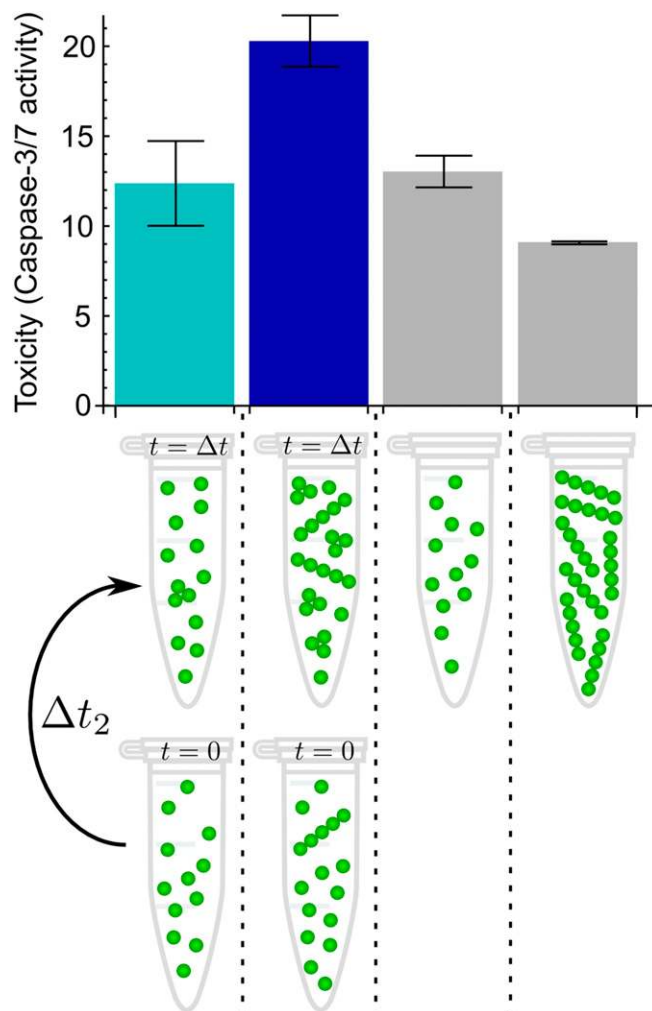 Toxicity (Caspase-3/7 activity)
20
15
10
5
0
t = Δt
t = Δt
Δt₂
t = 0
t = 0